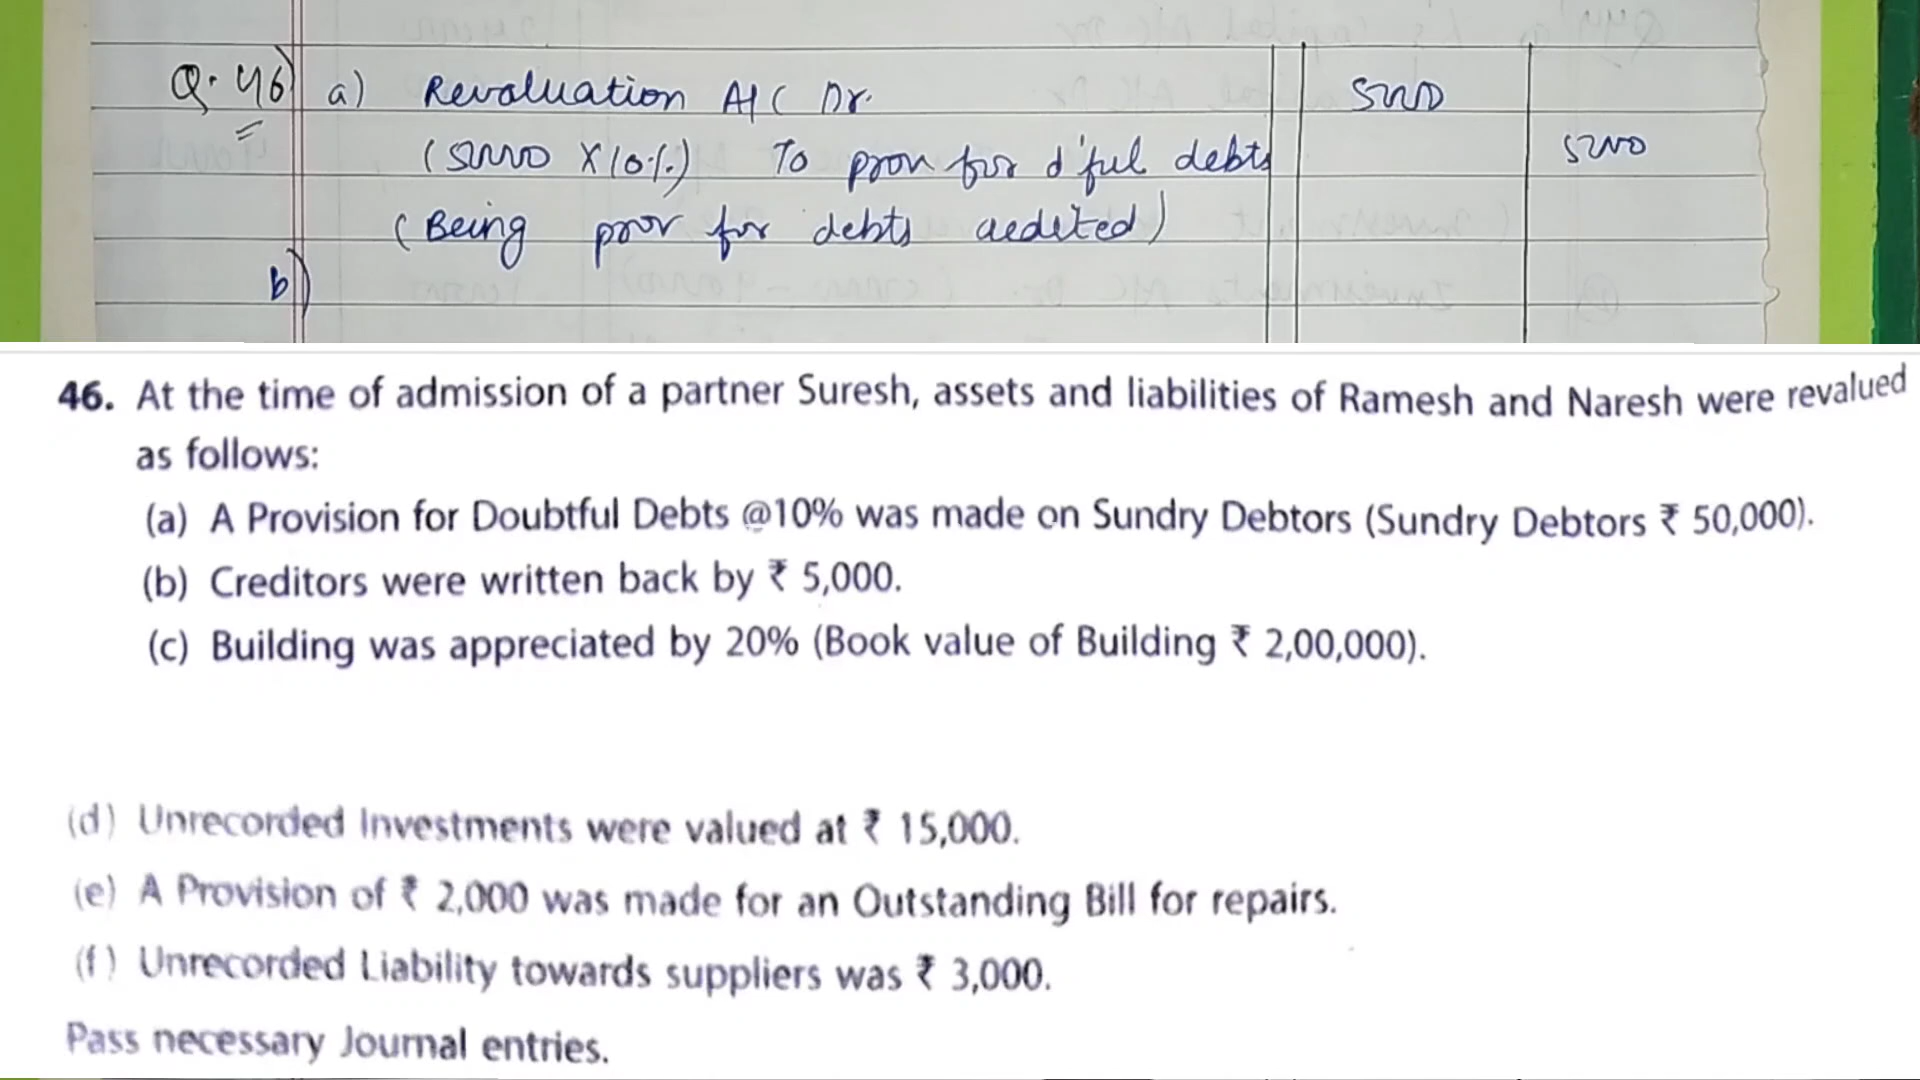 Q.46) a) Revaluation A/C Dr. 5000
(50000 X10%) To prov for d'ful debts 5000
(Being prov for debts credited)
b)
46. At the time of admission of a partner Suresh, assets and liabilities of Ramesh and Naresh were revalued
as follows:
(a) A Provision for Doubtful Debts @10% was made on Sundry Debtors (Sundry Debtors ₹ 50,000).
(b) Creditors were written back by ₹ 5,000.
(c) Building was appreciated by 20% (Book value of Building ₹ 2,00,000).
(d) Unrecorded Investments were valued at ₹ 15,000.
(e) A Provision of ₹ 2,000 was made for an Outstanding Bill for repairs.
(f) Unrecorded Liability towards suppliers was ₹ 3,000.
Pass necessary Journal entries.